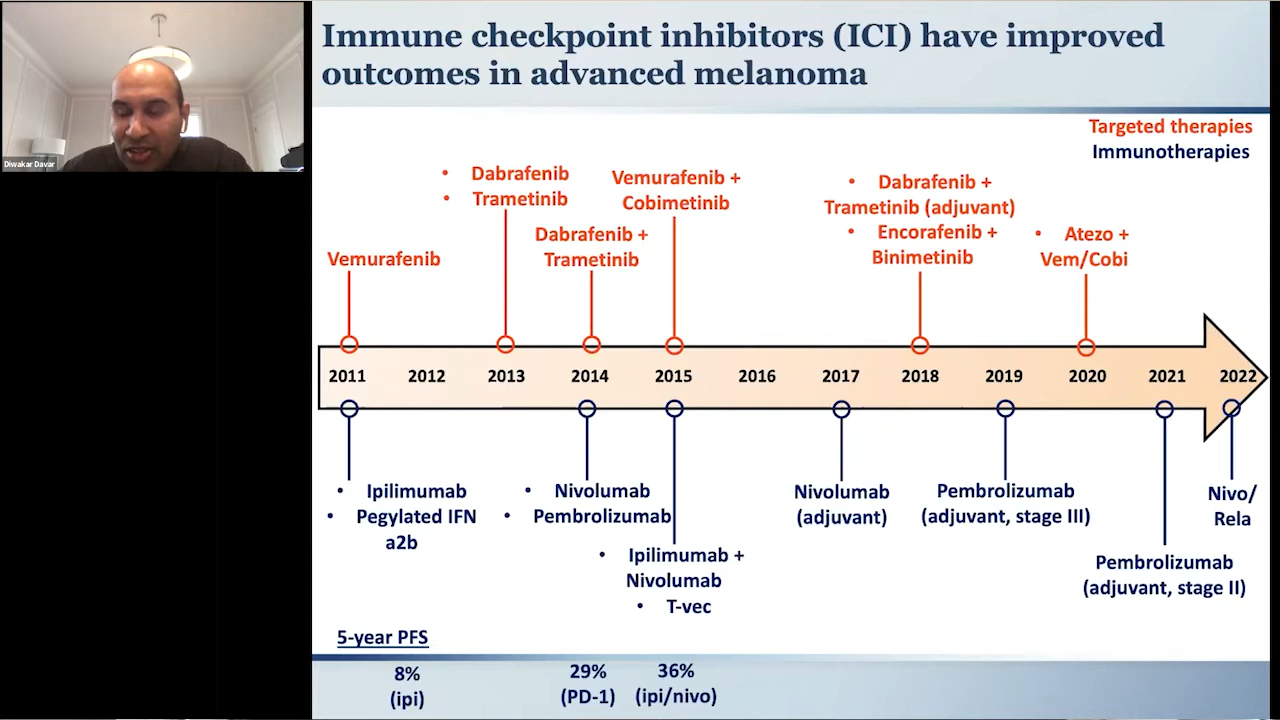 Immune checkpoint inhibitors (ICI) have improved
outcomes in advanced melanoma
Diwakar Davar
Targeted therapies
Immunotherapies
Vemurafenib
• Dabrafenib
• Trametinib
Dabrafenib +
Trametinib
Vemurafenib +
Cobimetinib
• Dabrafenib +
Trametinib (adjuvant)
• Encorafenib +
Binimetinib
• Atezo +
Vem/Cobi
2011 2012 2013 2014 2015 2016 2017 2018 2019 2020 2021 2022
• Ipilimumab
• Pegylated IFN
a2b
• Nivolumab
• Pembrolizumab
• Ipilimumab +
Nivolumab
• T-vec
Nivolumab
(adjuvant)
Pembrolizumab
(adjuvant, stage III)
Pembrolizumab
(adjuvant, stage II)
Nivo/
Rela
5-year PFS
8%
(ipi)
29%
(PD-1)
36%
(ipi/nivo)